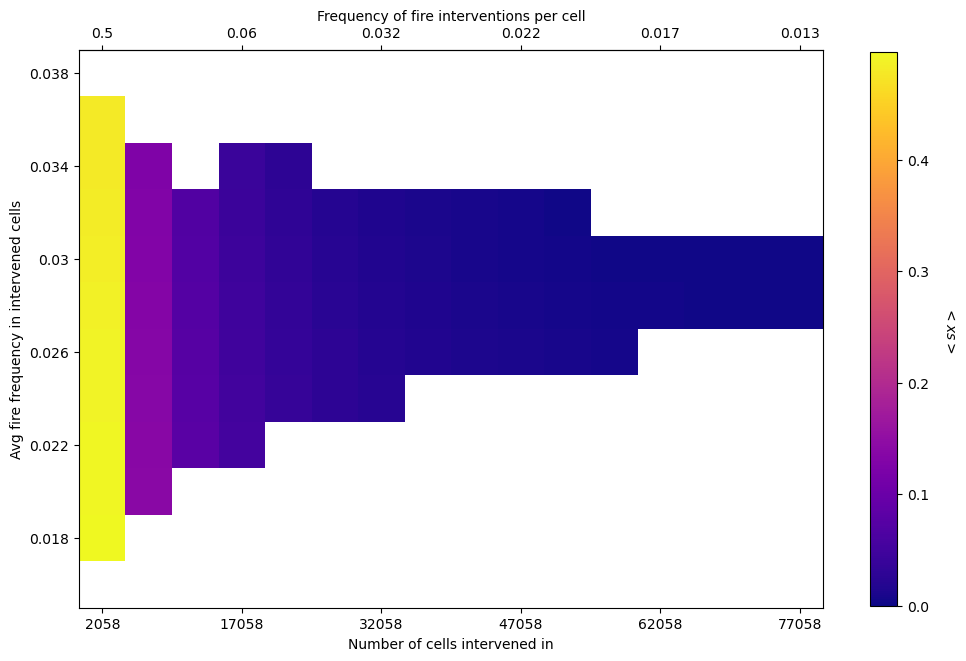 Frequency of fire interventions per cell
0.5 0.06 0.032 0.022 0.017 0.013
0.038
0.034
0.03
0.026
0.022
0.018
Avg fire frequency in intervened cells
2058 17058 32058 47058 62058 77058
Number of cells intervened in
0.4
0.3
0.2
0.1
0.0
< xs >